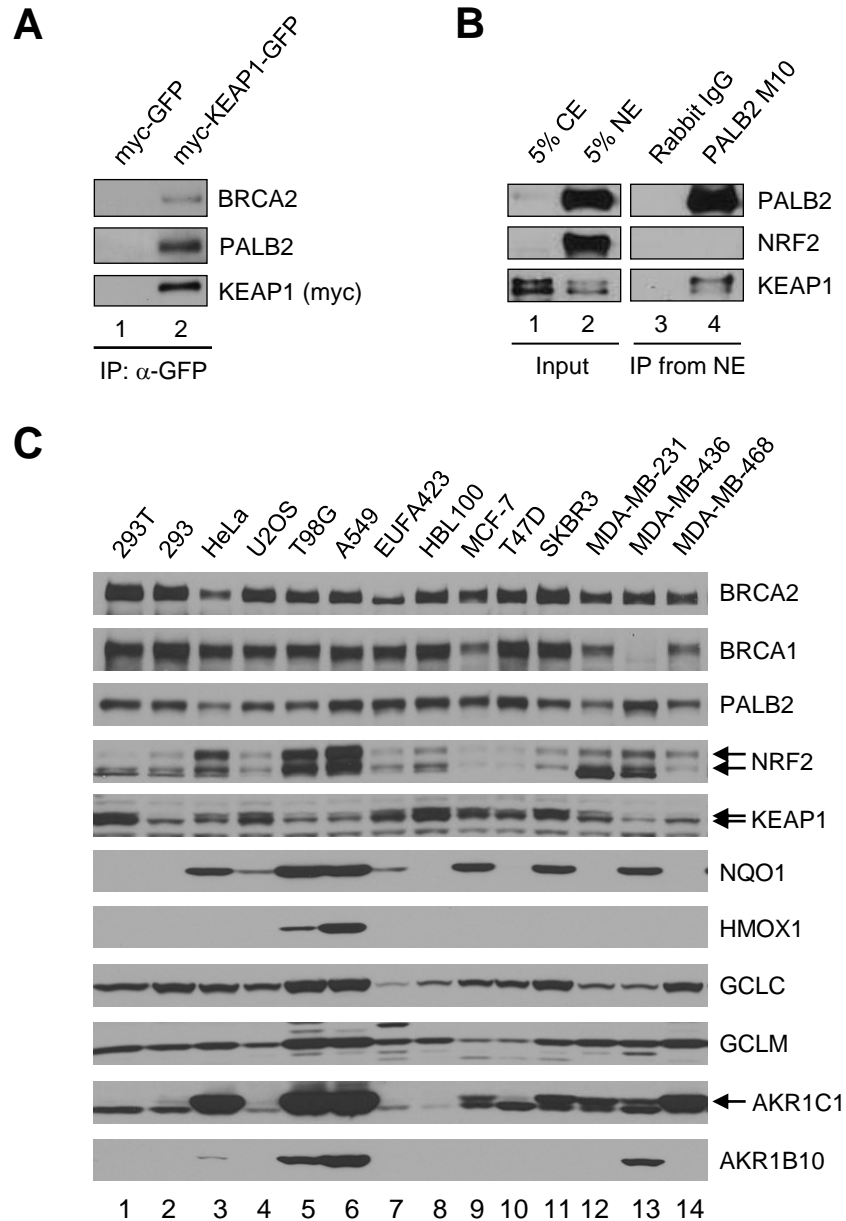 A
myc-GFP
myc-KEAP1-GFP
BRCA2
PALB2
KEAP1 (myc)
1 2
IP: α-GFP
B
5% CE
5% NE
Rabbit IgG
PALB2 M10
PALB2
NRF2
KEAP1
1 2 3 4
Input IP from NE
C
293T
293
HeLa
U2OS
T98G
A549
EUFA423
HBL100
MCF-7
T47D
SKBR3
MDA-MB-231
MDA-MB-436
MDA-MB-468
BRCA2
BRCA1
PALB2
NRF2
KEAP1
NQO1
HMOX1
GCLC
GCLM
AKR1C1
AKR1B10
1 2 3 4 5 6 7 8 9 10 11 12 13 14